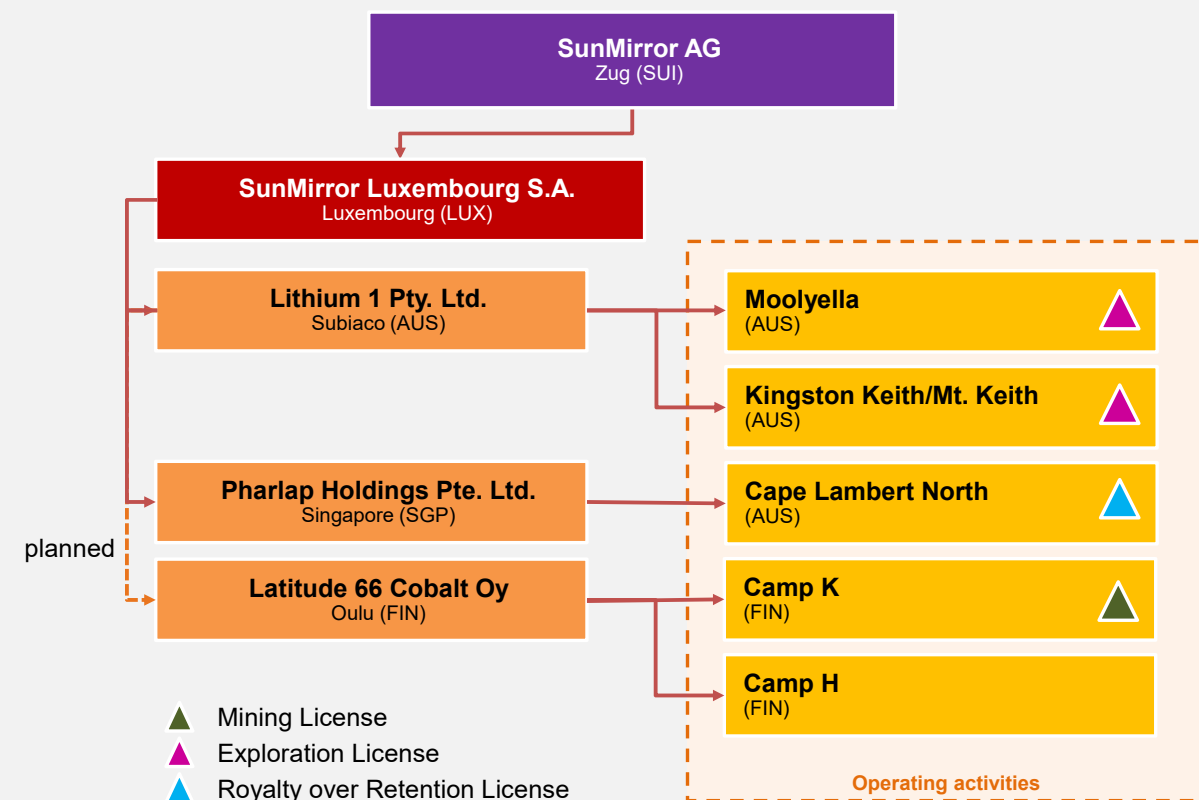 SunMirror AG
Zug (SUI)
SunMirror Luxembourg S.A.
Luxembourg (LUX)
Lithium 1 Pty. Ltd.
Subiaco (AUS)
Moolyella
(AUS)
Kingston Keith/Mt. Keith
(AUS)
Pharlap Holdings Pte. Ltd.
Singapore (SGP)
Cape Lambert North
(AUS)
planned
Latitude 66 Cobalt Oy
Oulu (FIN)
Camp K
(FIN)
Camp H
(FIN)
Mining License
Exploration License
Royalty over Retention License
Operating activities